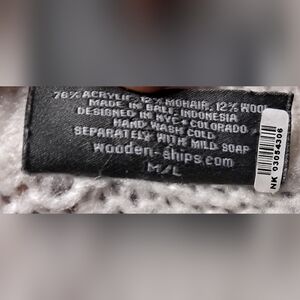 76% ACRYLIC, 12% MOHAIR, 12% WOOL
MADE IN BALI, INDONESIA
DESIGNED IN NYC + COLORADO
HAND WASH COLD
SEPARATELY WITH MILD SOAP
wooden-ships.com
M/L
NK 03054306